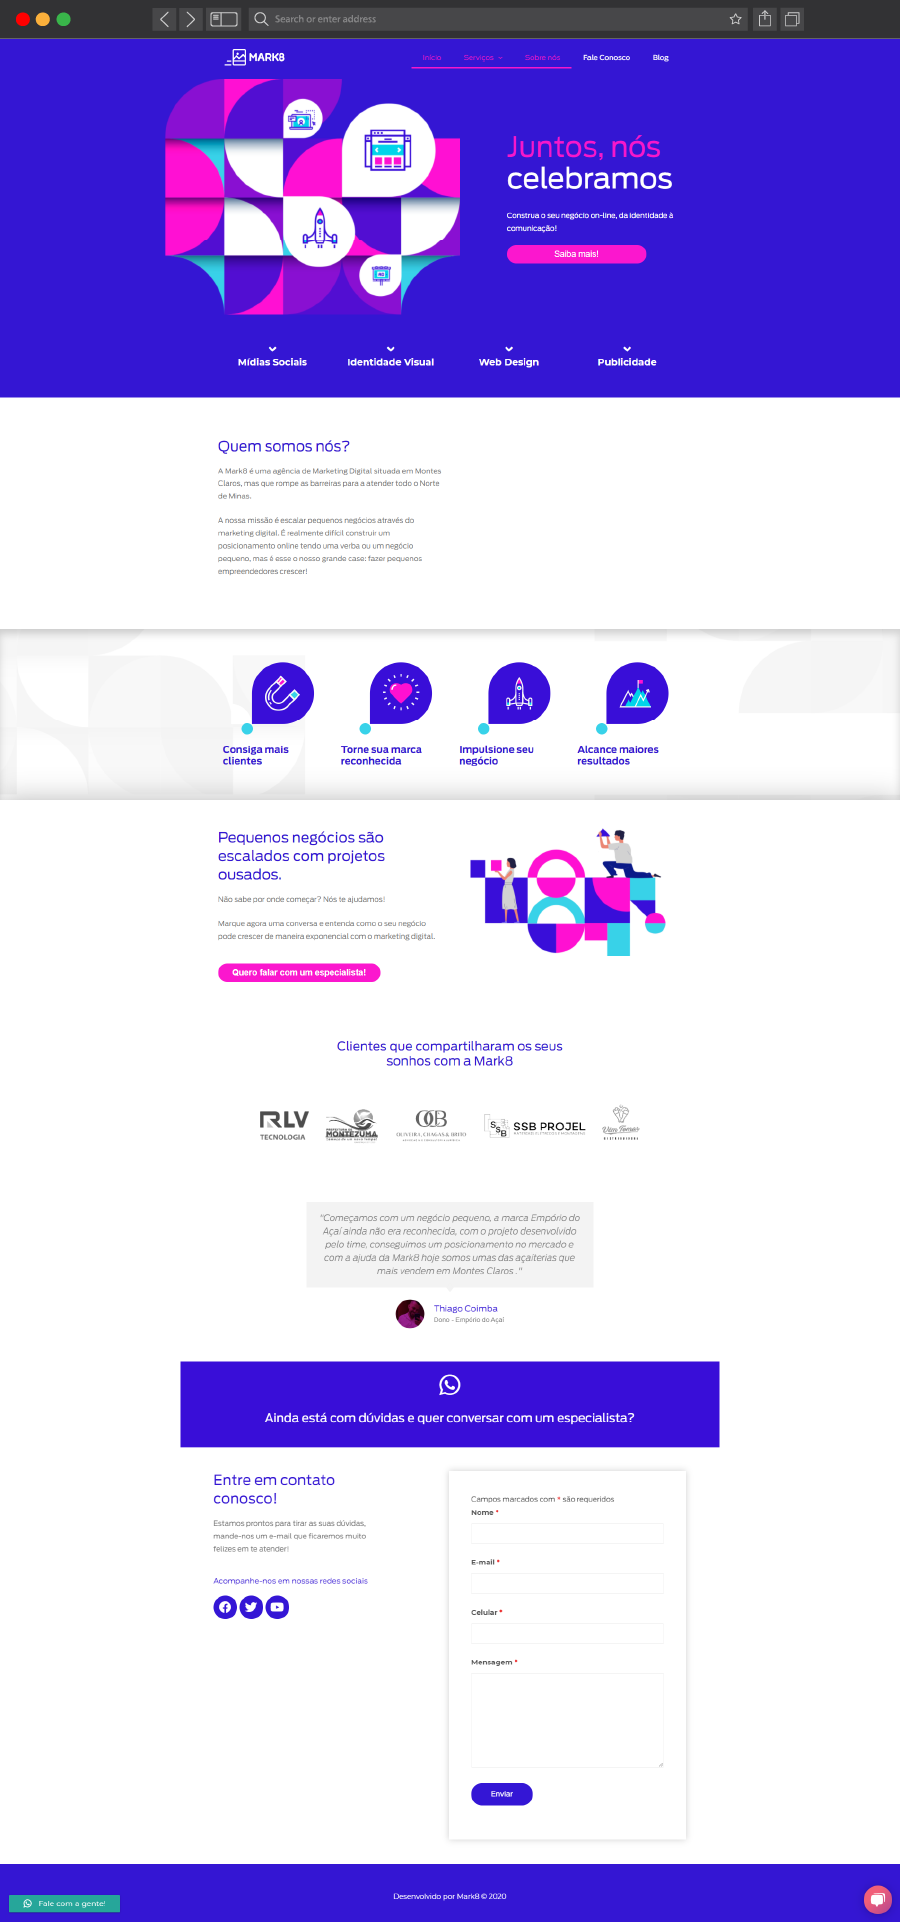 Search or enter address
MARK8
Início Serviços Sobre nós Fale Conosco Blog
Juntos, nós
celebramos
Construa o seu negócio on-line, da identidade à
comunicação!
Saiba mais!
Mídias Sociais Identidade Visual Web Design Publicidade
Quem somos nós?
A Mark8 é uma agência de Marketing Digital situada em Montes
Claros, mas que rompe as barreiras para a atender todo o Norte
de Minas.
A nossa missão é escalar pequenos negócios através do
marketing digital. É realmente difícil construir um
posicionamento online tendo uma verba ou um negócio
pequeno, mas é esse o nosso grande case: fazer pequenos
empreendedores crescer!
Consiga mais
clientes
Torne sua marca
reconhecida
Impulsione seu
negócio
Alcance maiores
resultados
Pequenos negócios são
escalados com projetos
ousados.
Não sabe por onde começar? Nós te ajudamos!
Marque agora uma conversa e entenda como o seu negócio
pode crescer de maneira exponencial com o marketing digital.
Quero falar com um especialista!
Clientes que compartilharam os seus
sonhos com a Mark8
RLV
TECNOLOGIA
MONTEZUMA
OCB
OLIVEIRA, CHAGAS & BRITO
SSB
SSB PROJEL
"Começamos com um negócio pequeno, a marca Empório do
Açaí ainda não era reconhecida, com o projeto desenvolvido
pelo time, conseguimos um posicionamento no mercado e
com a ajuda da Mark8 hoje somos umas das açaiterias que
mais vendem em Montes Claros ."
Thiago Coimba
Dono - Empório do Açaí
Ainda está com dúvidas e quer conversar com um especialista?
Entre em contato
conosco!
Estamos prontos para tirar as suas dúvidas,
mande-nos um e-mail que ficaremos muito
felizes em te atender!
Acompanhe-nos em nossas redes sociais
Campos marcados com * são requeridos
Nome *
E-mail *
Celular *
Mensagem *
Enviar
Desenvolvido por Mark8 © 2020
Fale com a gente!